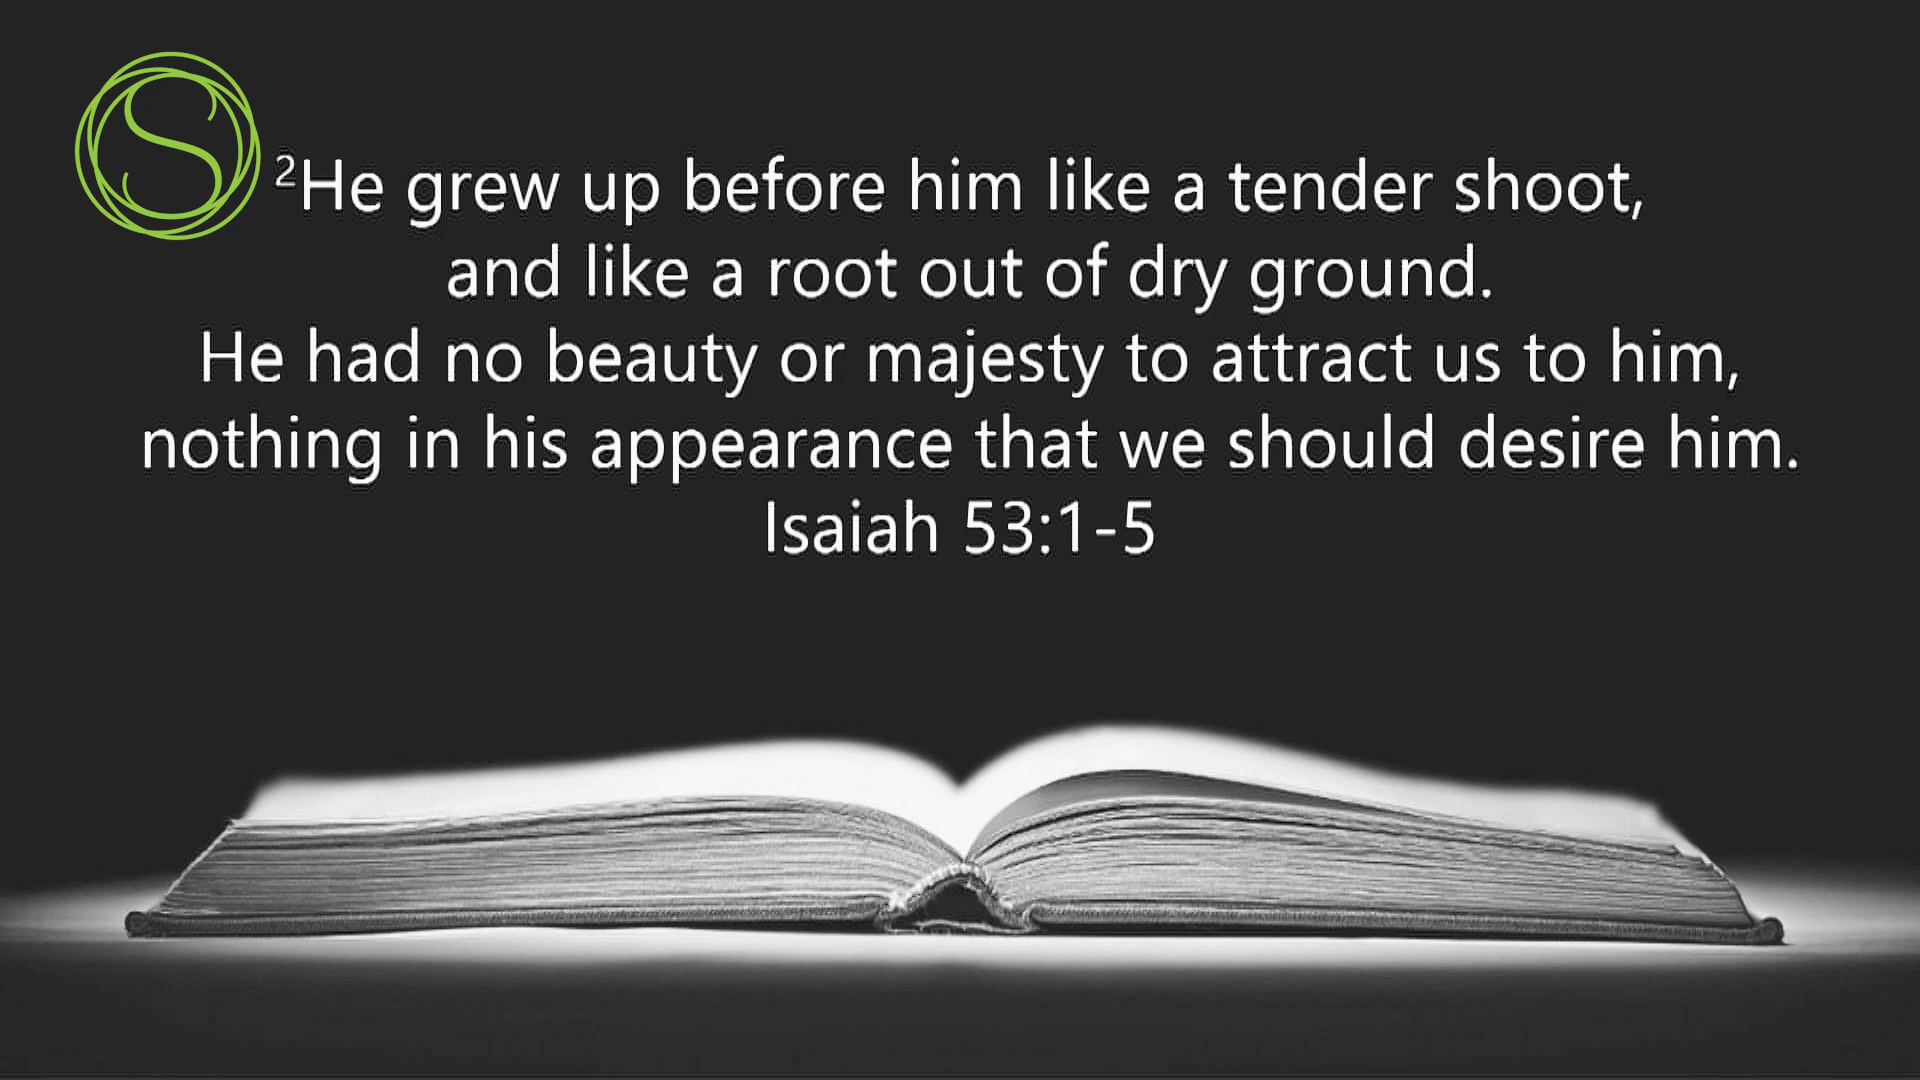 S
²He grew up before him like a tender shoot,
and like a root out of dry ground.
He had no beauty or majesty to attract us to him,
nothing in his appearance that we should desire him.
Isaiah 53:1-5